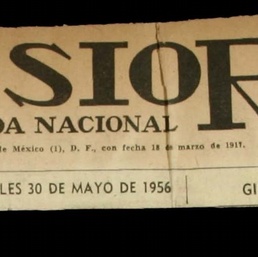 SIOR
DA NACIONAL
de México (1), D. F., con fecha 18 de marzo de 1917.
LES 30 DE MAYO DE 1956 GI